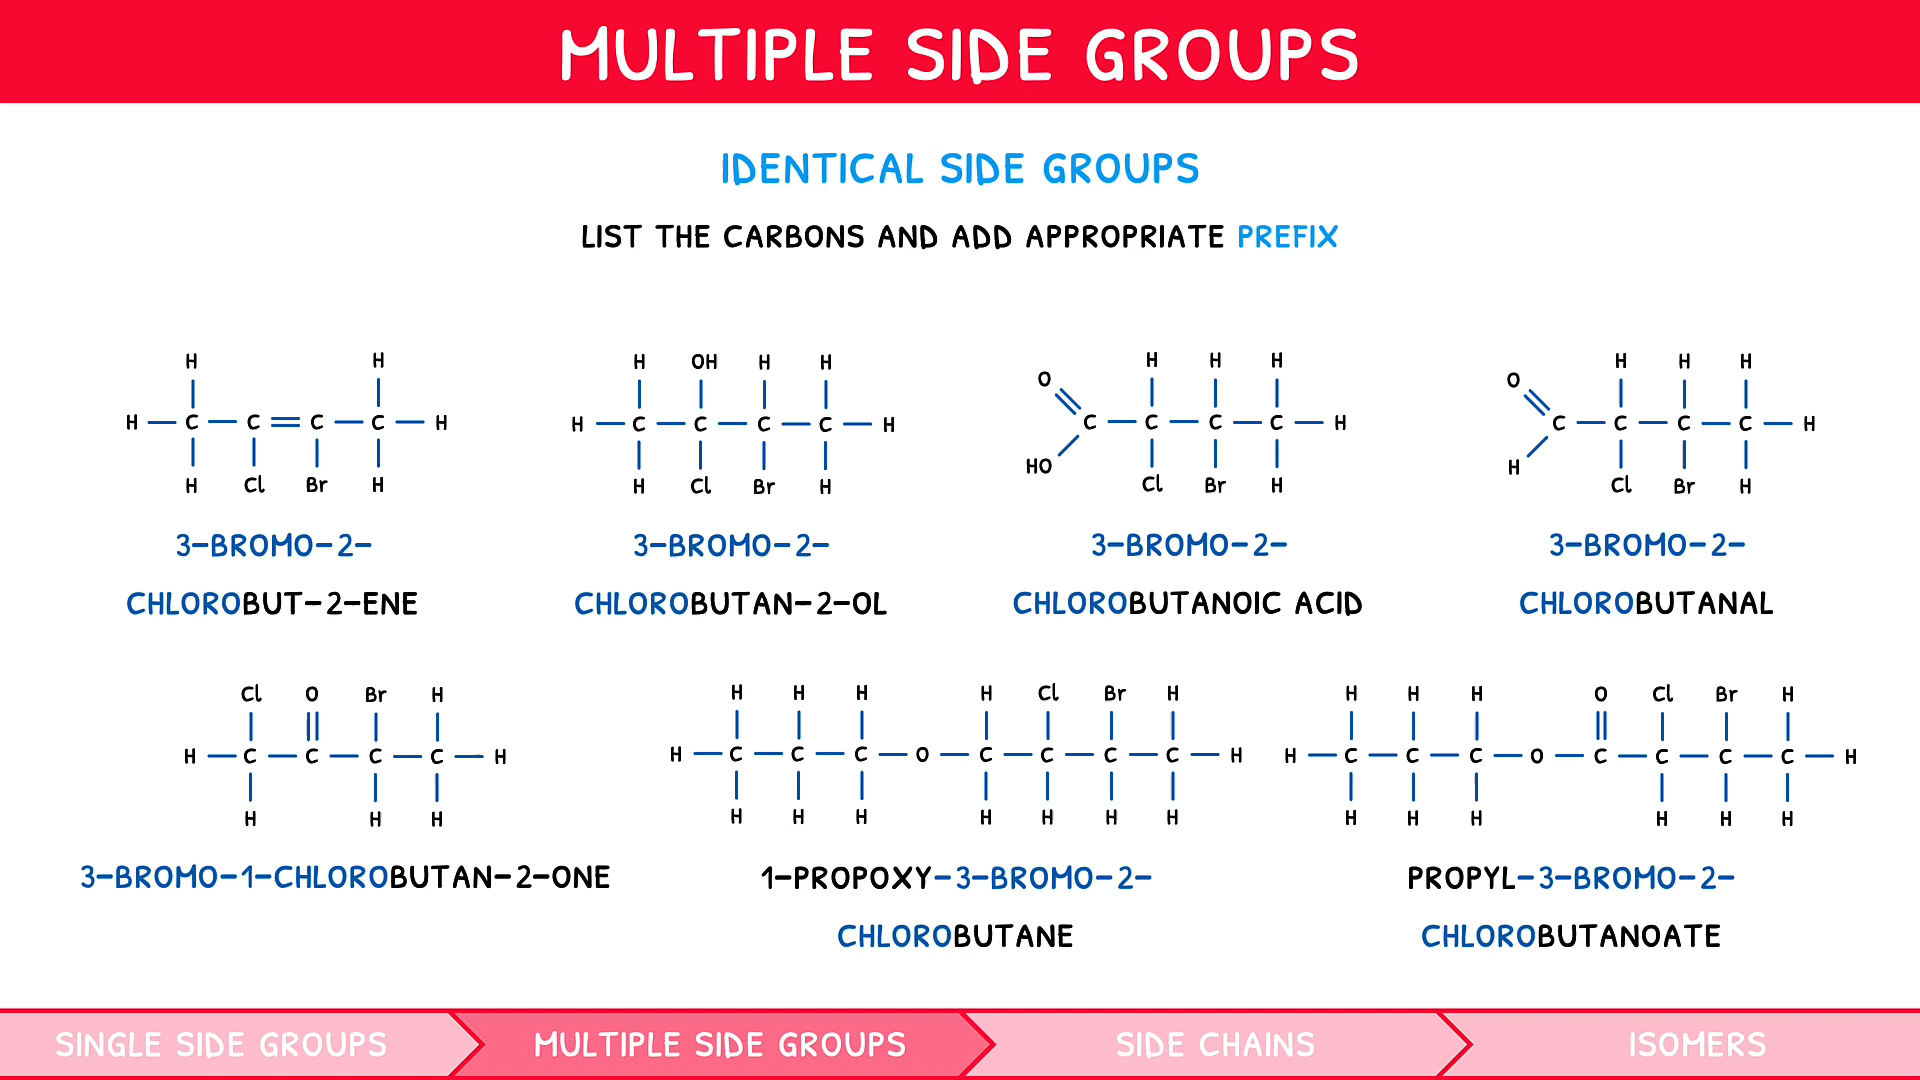 MULTIPLE SIDE GROUPS
IDENTICAL SIDE GROUPS
LIST THE CARBONS AND ADD APPROPRIATE PREFIX
H H
H C C C C H
H Cl Br H
3-BROMO-2-
CHLOROBUT-2-ENE
H OH H H
H C C C C H
H Cl Br H
3-BROMO-2-
CHLOROBUTAN-2-OL
O H H H
C C C C H
HO Cl Br H
3-BROMO-2-
CHLOROBUTANOIC ACID
O H H H
C C C C H
H Cl Br H
3-BROMO-2-
CHLOROBUTANAL
Cl O Br H
H C C C C H
H H H
3-BROMO-1-CHLOROBUTAN-2-ONE
H H H H Cl Br H
H C C C O C C C C H
H H H H H H H
1-PROPOXY-3-BROMO-2-
CHLOROBUTANE
H H H O Cl Br H
H C C C O C C C C H
H H H H H H
PROPYL-3-BROMO-2-
CHLOROBUTANOATE
SINGLE SIDE GROUPS
MULTIPLE SIDE GROUPS
SIDE CHAINS
ISOMERS